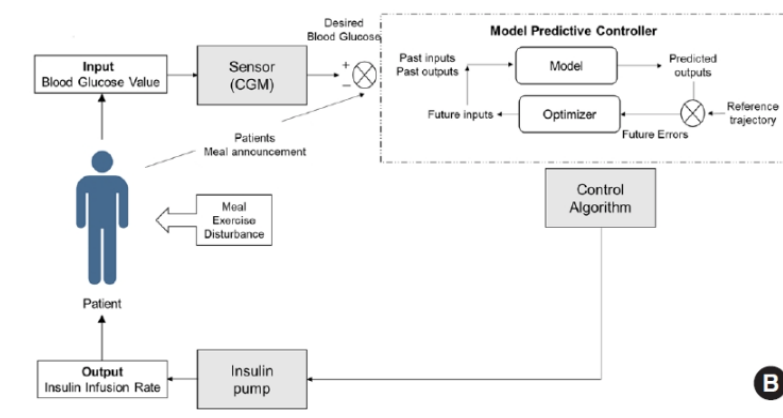 Desired
Blood Glucose
Model Predictive Controller
Input
Blood Glucose Value
Sensor
(CGM)
+
−
Past inputs
Past outputs
Model
Predicted
outputs
Future inputs
Optimizer
Reference
trajectory
Future Errors
Patients
Meal announcement
Meal
Exercise
Disturbance
Control
Algorithm
Patient
Output
Insulin Infusion Rate
Insulin
pump
B